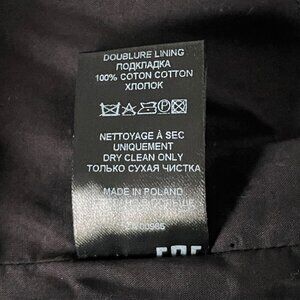 DOUBLURE LINING
ПОДКЛАДКА
100% COTON COTTON
ХЛОПОК
NETTOYAGE À SEC
UNIQUEMENT
DRY CLEAN ONLY
ТОЛЬКО СУХАЯ ЧИСТКА
MADE IN POLAND